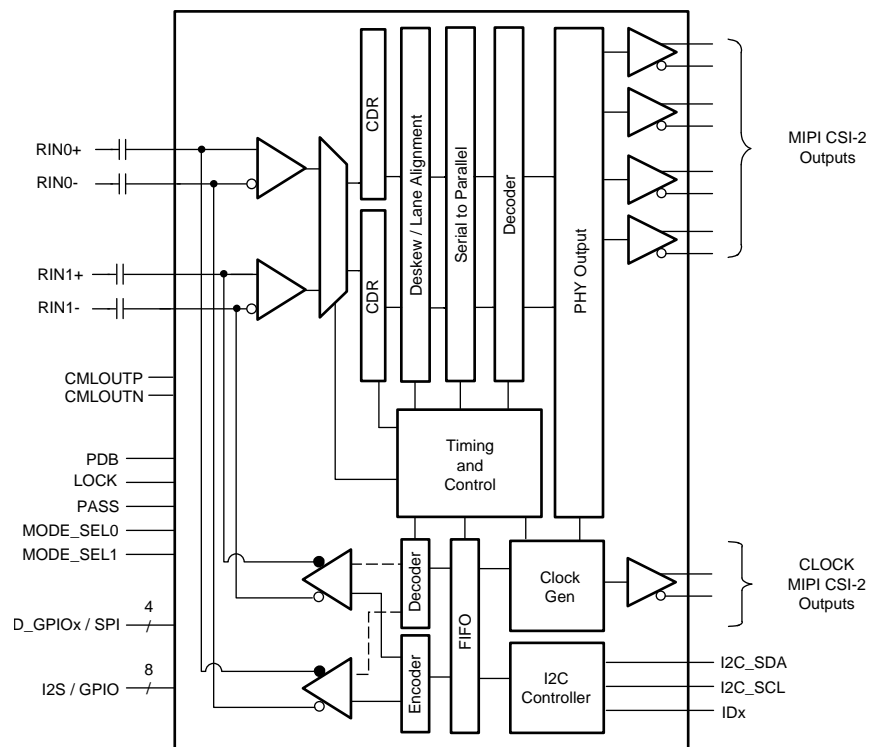 RIN0+
RIN0-
RIN1+
RIN1-
CMLOUTP
CMLOUTN
PDB
LOCK
PASS
MODE_SEL0
MODE_SEL1
4
D_GPIOx / SPI
8
I2S / GPIO
CDR
CDR
Deskew / Lane Alignment
Serial to Parallel
Decoder
PHY Output
Timing
and
Control
Decoder
Encoder
FIFO
Clock
Gen
I2C
Controller
MIPI CSI-2
Outputs
CLOCK
MIPI CSI-2
Outputs
I2C_SDA
I2C_SCL
IDx